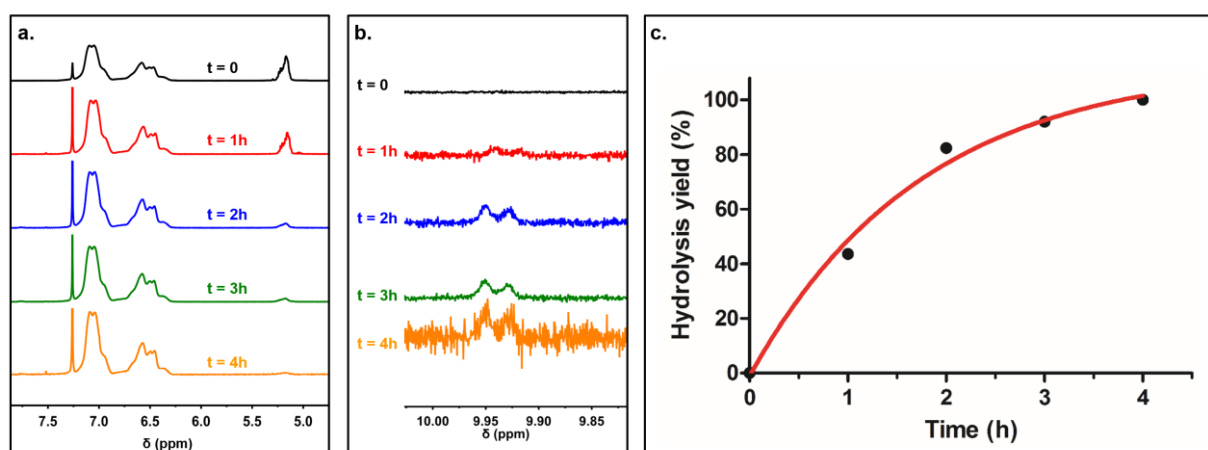 a.
t = 0
t = 1h
t = 2h
t = 3h
t = 4h
7.5 7.0 6.5 6.0 5.5 5.0
δ (ppm)
b.
t = 0
t = 1h
t = 2h
t = 3h
t = 4h
10.00 9.95 9.90 9.85
δ (ppm)
c.
Hydrolysis yield (%)
100
80
60
40
20
0
0 1 2 3 4
Time (h)